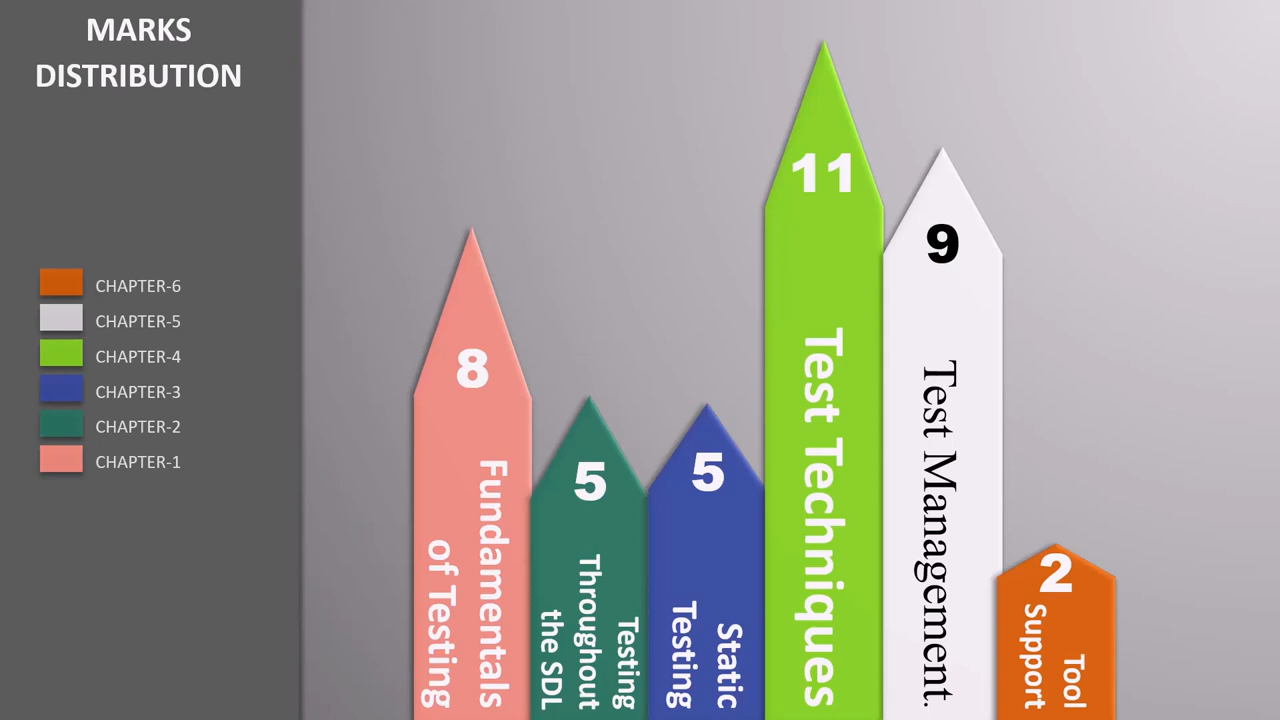 MARKS
DISTRIBUTION
CHAPTER-6
CHAPTER-5
CHAPTER-4
CHAPTER-3
CHAPTER-2
CHAPTER-1
8
Fundamentals
of Testing
5
Testing
Throughout
the SDL
5
Static
Testing
11
Test Techniques
9
Test Management.
2
Tool
Support